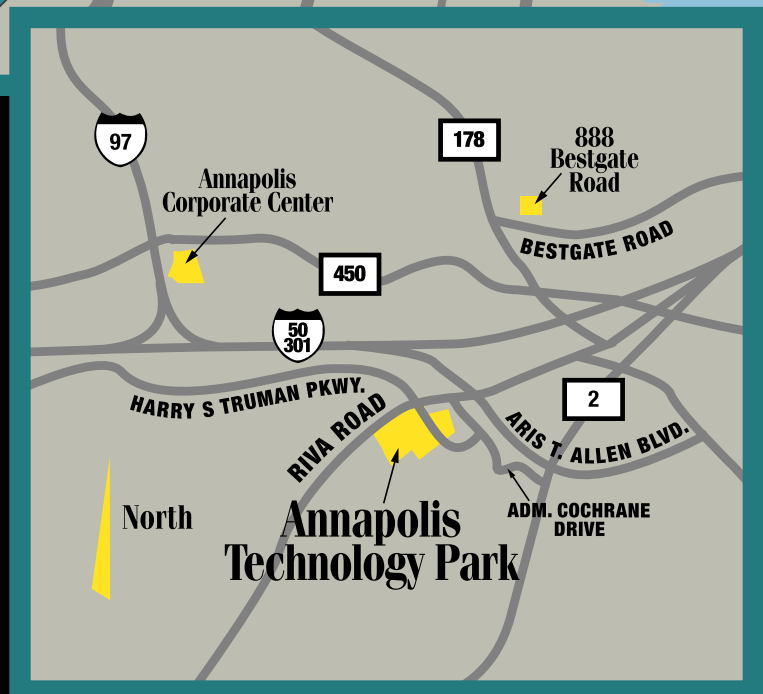 97
178
888
Bestgate
Road
Annapolis
Corporate Center
BESTGATE ROAD
450
50
301
HARRY S TRUMAN PKWY.
2
RIVA ROAD
ARIS T. ALLEN BLVD.
North
Annapolis
Technology Park
ADM. COCHRANE
DRIVE